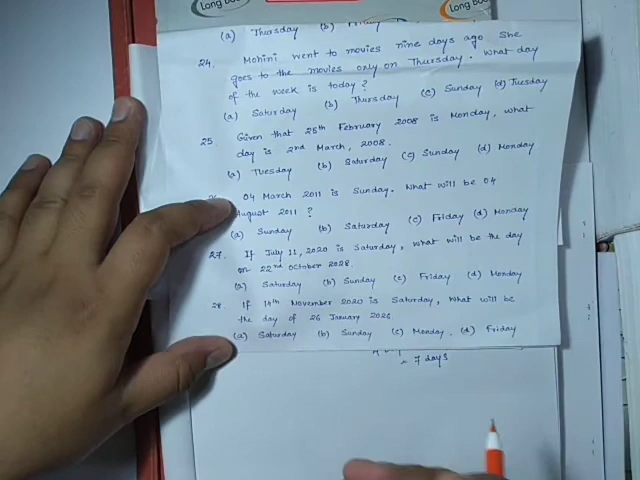 Long Book
Long Boo
(a) Thursday (b) Friday
24. Mohini went to movies nine days ago. She
goes to the movies only on Thursday. What day
of the week is today?
(a) Saturday (b) Thursday (c) Sunday (d) Tuesday
25. Given that 25th February 2008 is Monday, what
day is 2nd March, 2008.
(a) Tuesday (b) Saturday (c) Sunday (d) Monday
04 March 2011 is Sunday. What will be 04
August 2011?
(a) Sunday (b) Saturday (c) Friday (d) Monday
27. If July 11, 2020 is Saturday, what will be the day
on 22nd October 2028.
(a) Saturday (b) Sunday (c) Friday (d) Monday
28. If 14th November 2020 is Saturday, What will be
the day of 26 January 2026.
(a) Saturday (b) Sunday (c) Monday (d) Friday
= 7 days